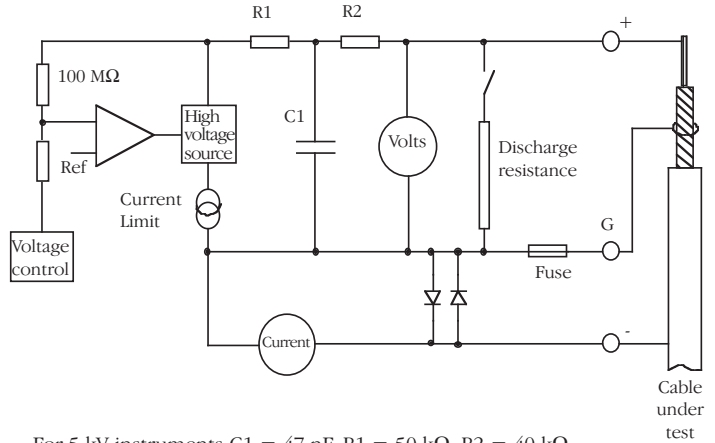 R1
R2
+
100 MΩ
High
voltage
source
C1
Volts
Discharge
resistance
Ref
Current
Limit
Voltage
control
G
Fuse
Current
-
Cable
under
test
For 5 kV instruments C1 = 47 nF, R1 = 50 kΩ, R2 = 40 kΩ